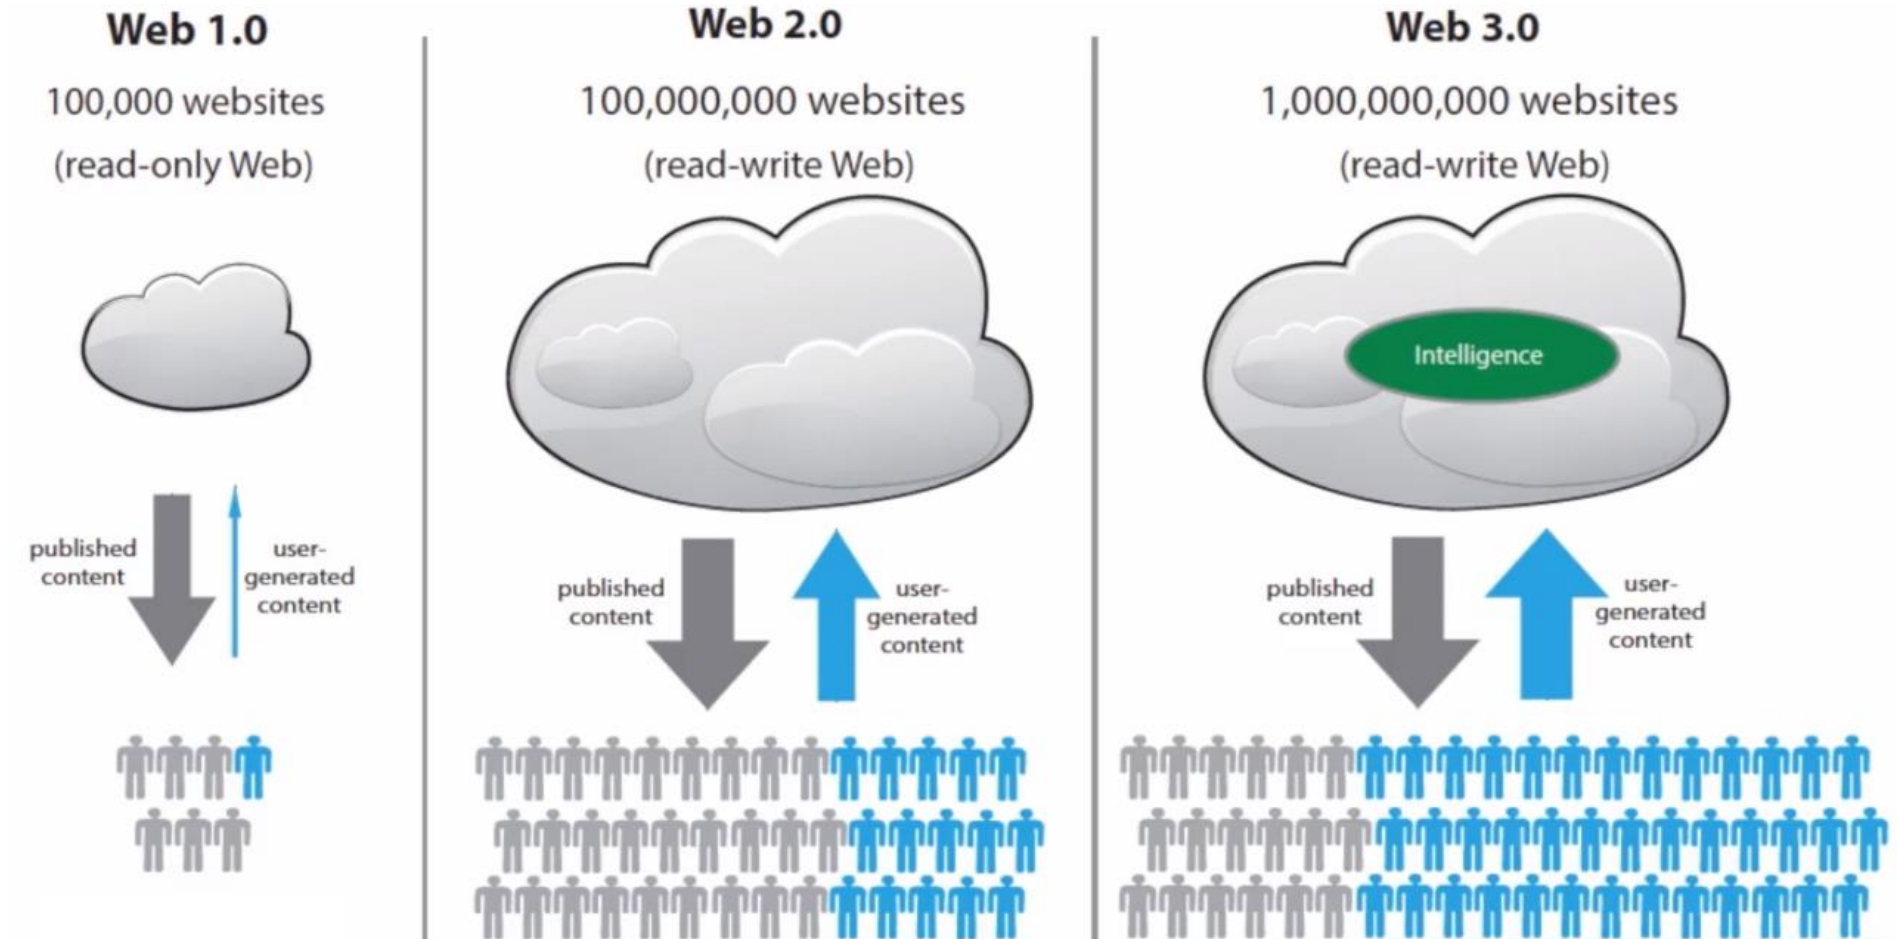 Web 1.0
100,000 websites
(read-only Web)
published
content
user-
generated
content
Web 2.0
100,000,000 websites
(read-write Web)
published
content
user-
generated
content
Web 3.0
1,000,000,000 websites
(read-write Web)
Intelligence
published
content
user-
generated
content